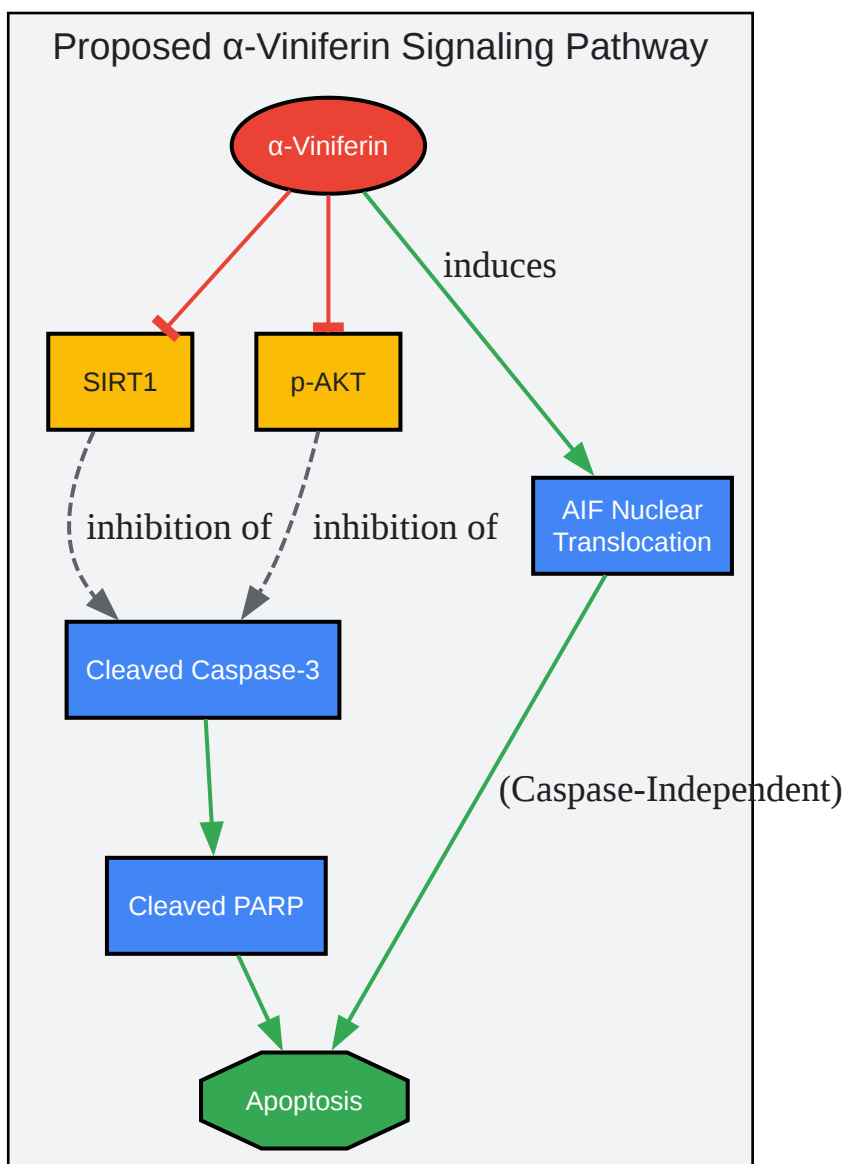 Proposed α-Viniferin Signaling Pathway
α-Viniferin
induces
SIRT1
p-AKT
AIF Nuclear
Translocation
inhibition of
inhibition of
Cleaved Caspase-3
(Caspase-Independent)
Cleaved PARP
Apoptosis